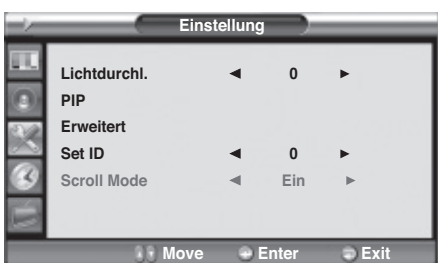 Einstellung
Lichtdurchl. ◄ 0 ►
PIP
Erweitert
Set ID ◄ 0 ►
Scroll Mode ◄ Ein ►
Move Enter Exit